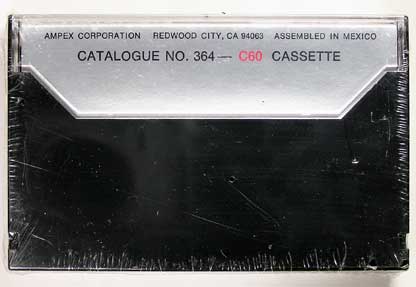 AMPEX CORPORATION REDWOOD CITY, CA 94063 ASSEMBLED IN MEXICO
CATALOGUE NO. 364— C60 CASSETTE